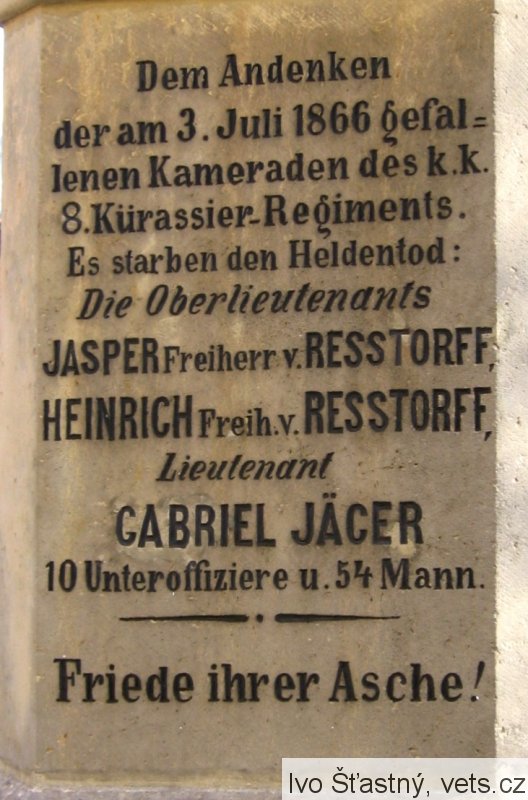 Dem Andenken
der am 3. Juli 1866 gefal=
lenen Kameraden des k.k.
8. Kürassier-Regiments.
Es starben den Heldentod:
Die Oberlieutenants
JASPER Freiherr v. RESSTORFF,
HEINRICH Freih. v. RESSTORFF,
Lieutenant
GABRIEL JÄGER
10 Unteroffiziere u. 54 Mann.
Friede ihrer Asche!
Ivo Šťastný, vets.cz